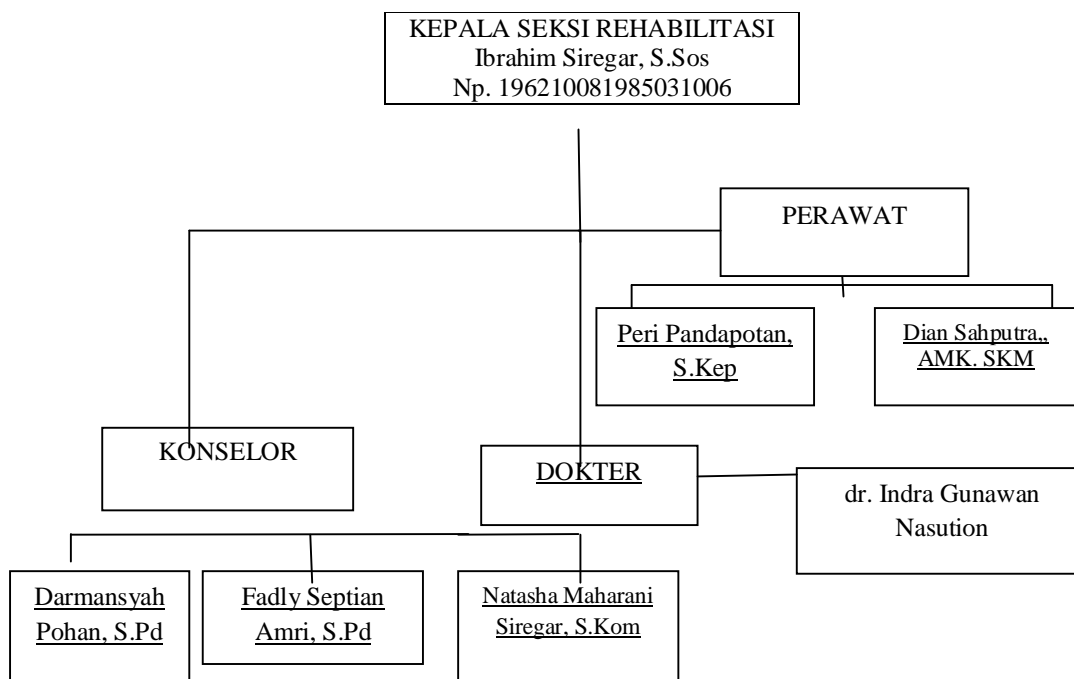 KEPALA SEKSI REHABILITASI
Ibrahim Siregar, S.Sos
Np. 196210081985031006
PERAWAT
Peri Pandapotan,
S.Kep
Dian Sahputra,,
AMK. SKM
KONSELOR
DOKTER
dr. Indra Gunawan
Nasution
Darmansyah
Pohan, S.Pd
Fadly Septian
Amri, S.Pd
Natasha Maharani
Siregar, S.Kom